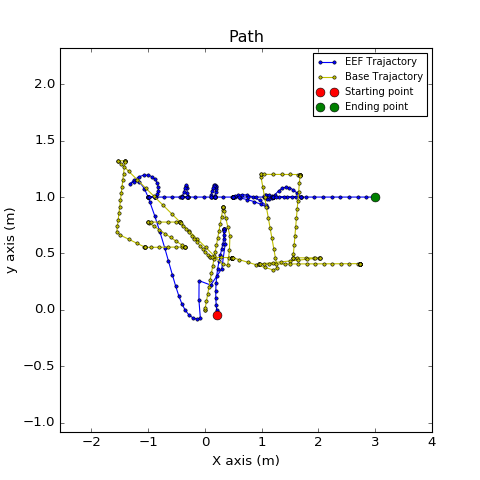 Path
EEF Trajactory
Base Trajactory
Starting point
Ending point
2.0
1.5
1.0
0.5
0.0
−0.5
−1.0
y axis (m)
−2
−1
0
1
2
3
4
X axis (m)